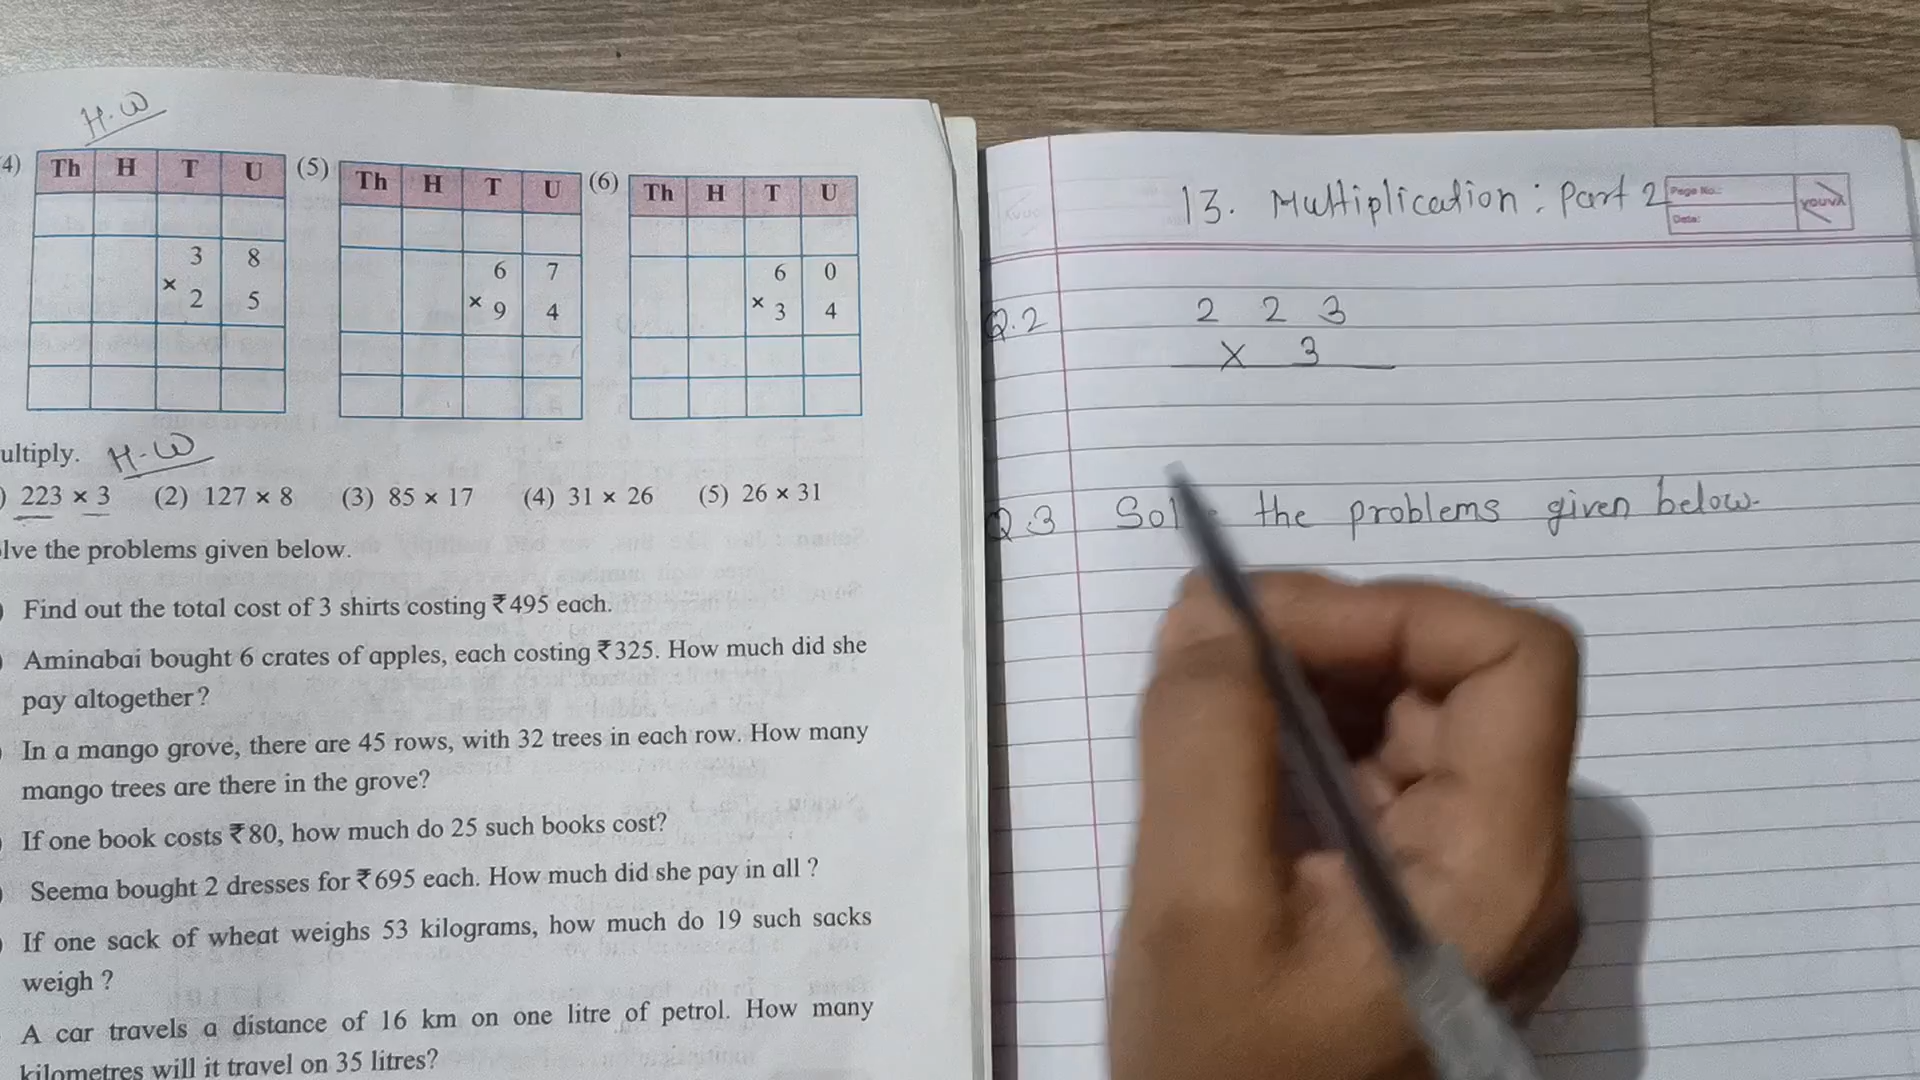 H.W
4)
Th H T U
3 8
× 2 5
(5)
Th H T U
6 7
× 9 4
(6)
Th H T U
6 0
× 3 4
ultiply. H.W
) 223 × 3 (2) 127 × 8 (3) 85 × 17 (4) 31 × 26 (5) 26 × 31
lve the problems given below.
) Find out the total cost of 3 shirts costing ₹495 each.
) Aminabai bought 6 crates of apples, each costing ₹325. How much did she
pay altogether?
) In a mango grove, there are 45 rows, with 32 trees in each row. How many
mango trees are there in the grove?
) If one book costs ₹80, how much do 25 such books cost?
) Seema bought 2 dresses for ₹695 each. How much did she pay in all ?
) If one sack of wheat weighs 53 kilograms, how much do 19 such sacks
weigh ?
A car travels a distance of 16 km on one litre of petrol. How many
kilometres will it travel on 35 litres?
13. Multiplication : Part 2
Page No.:
Date:
YOUVA
Q.2 2 2 3
× 3
Q.3 the problems given below.